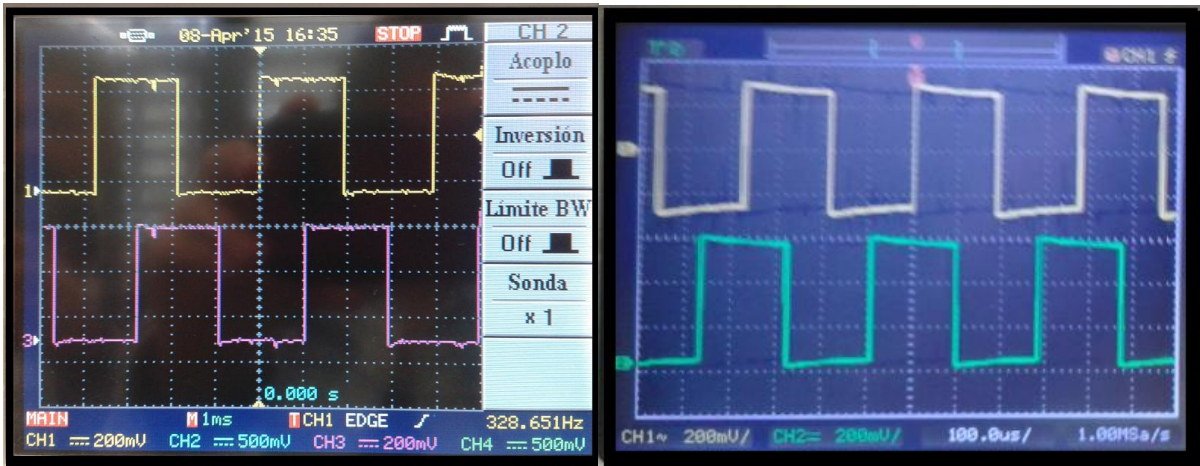 08-Apr'15 16:35 STOP
CH 2
Acoplo
Inversión
Off
Límite BW
Off
Sonda
x 1
1
3
0.000 s
MAIN M 1ms T CH1 EDGE 328.651Hz
CH1 200mV CH2 500mV CH3 200mV CH4 500mV
CH1
CH1~ 200mV/ CH2= 200mV/ 100.0us/ 1.00MSa/s